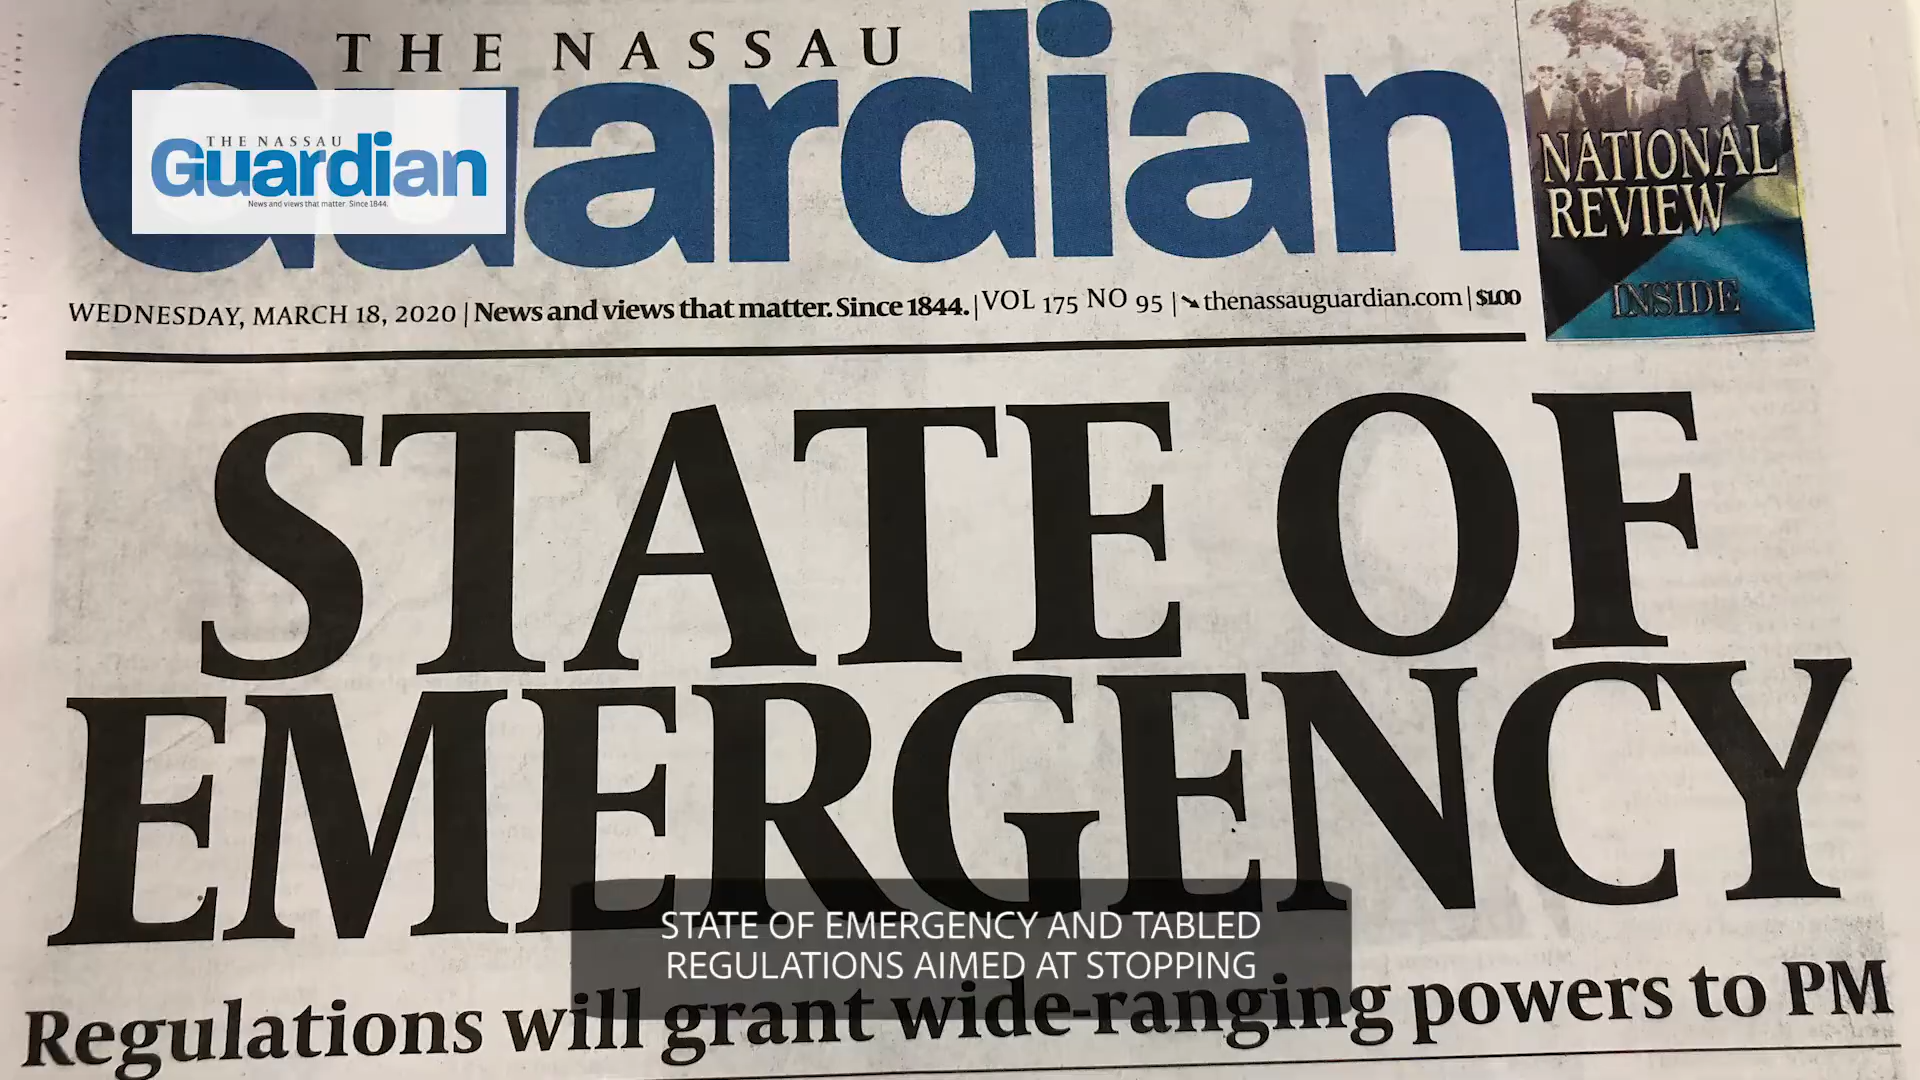 THE NASSAU
Guardian
THE NASSAU
Guardian
News and views that matter. Since 1844.
NATIONAL
REVIEW
INSIDE
WEDNESDAY, MARCH 18, 2020 | News and views that matter. Since 1844. | VOL 175 NO 95 | thenassauguardian.com | $1.00
STATE OF
EMERGENCY
STATE OF EMERGENCY AND TABLED
REGULATIONS AIMED AT STOPPING
Regulations will grant wide-ranging powers to PM